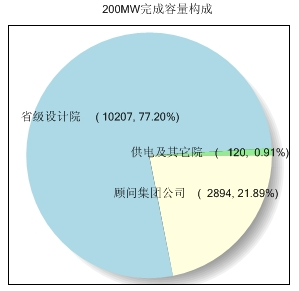 200MW完成容量构成
省级设计院 ( 10207, 77.20%)
供电及其它院 ( 120, 0.91%)
顾问集团公司 ( 2894, 21.89%)